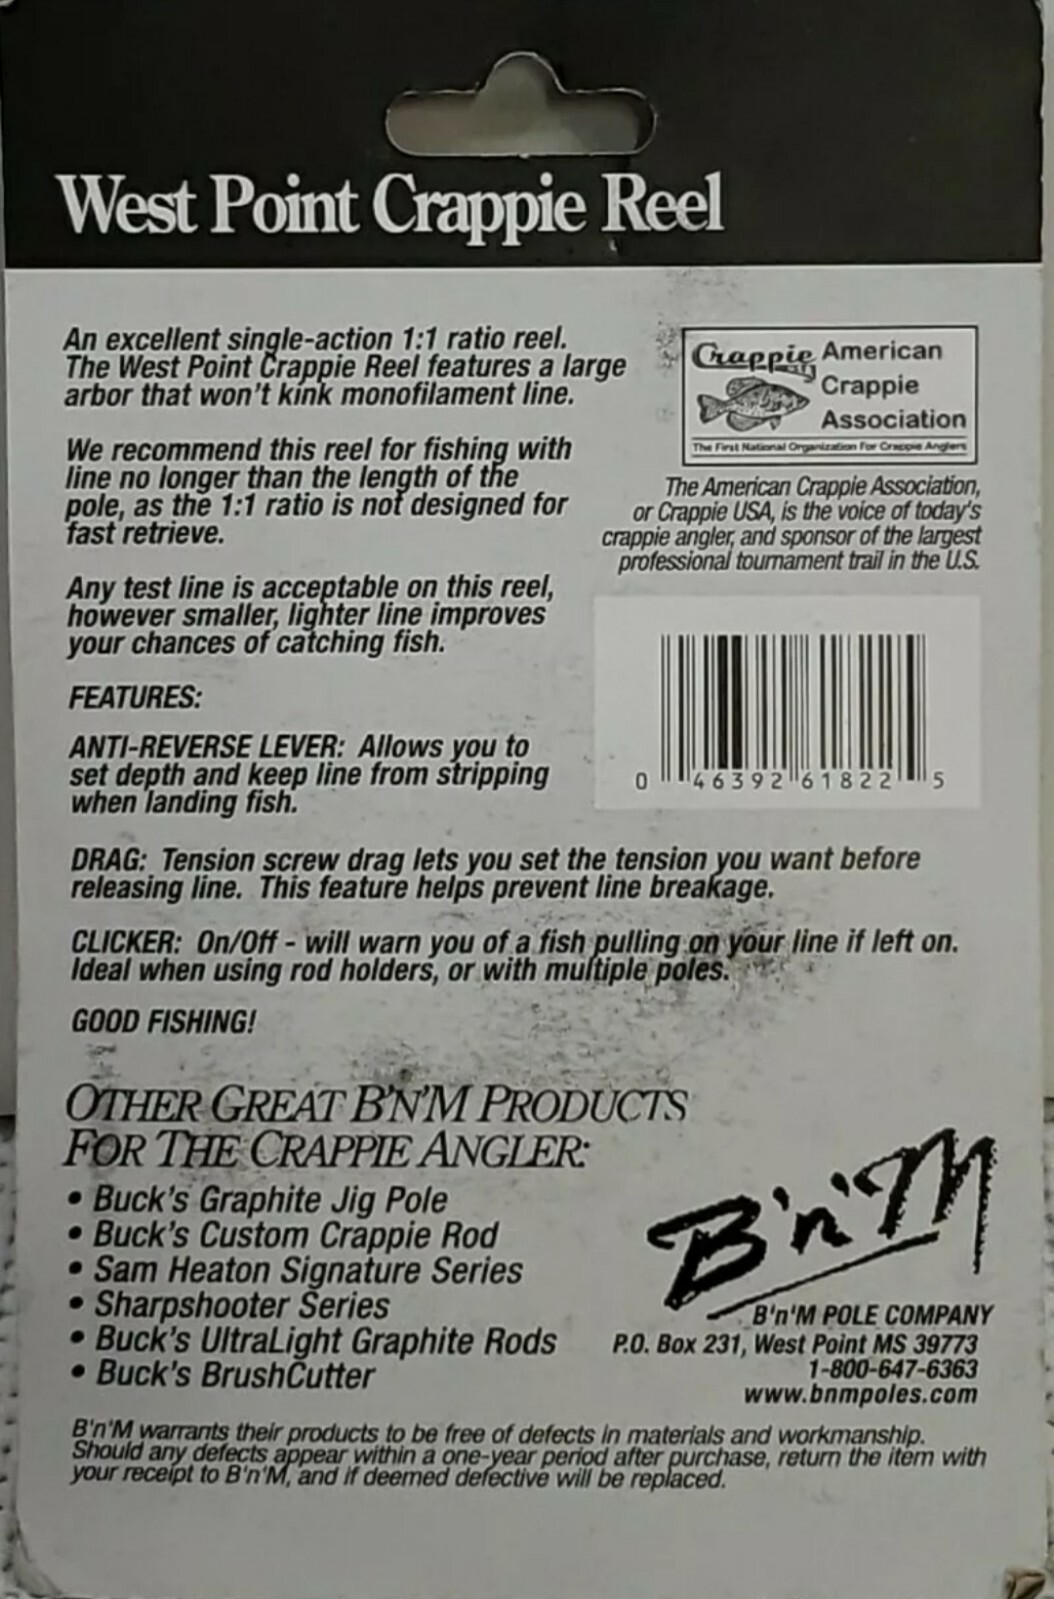 West Point Crappie Reel
An excellent single-action 1:1 ratio reel.
The West Point Crappie Reel features a large
arbor that won't kink monofilament line.
We recommend this reel for fishing with
line no longer than the length of the
pole, as the 1:1 ratio is not designed for
fast retrieve.
Any test line is acceptable on this reel,
however smaller, lighter line improves
your chances of catching fish.
FEATURES:
ANTI-REVERSE LEVER: Allows you to
set depth and keep line from stripping
when landing fish.
Crappie
American
Crappie
Association
The First National Organization For Crappie Anglers
The American Crappie Association,
or Crappie USA, is the voice of today's
crappie angler, and sponsor of the largest
professional tournament trail in the U.S.
0 46392 61822 5
DRAG: Tension screw drag lets you set the tension you want before
releasing line. This feature helps prevent line breakage.
CLICKER: On/Off - will warn you of a fish pulling on your line if left on.
Ideal when using rod holders, or with multiple poles.
GOOD FISHING!
OTHER GREAT B'N'M PRODUCTS
FOR THE CRAPPIE ANGLER:
• Buck's Graphite Jig Pole
• Buck's Custom Crappie Rod
• Sam Heaton Signature Series
• Sharpshooter Series
• Buck's UltraLight Graphite Rods
• Buck's BrushCutter
B'n'M
B'n'M POLE COMPANY
P.O. Box 231, West Point MS 39773
1-800-647-6363
www.bnmpoles.com
B'n'M warrants their products to be free of defects in materials and workmanship.
Should any defects appear within a one-year period after purchase, return the item with
your receipt to B'n'M, and if deemed defective will be replaced.